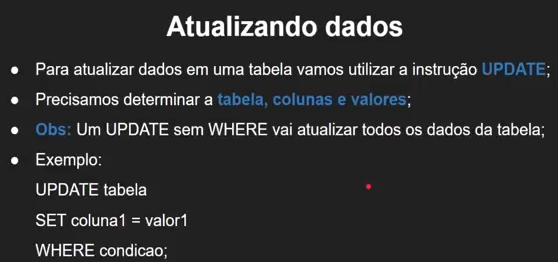 Atualizando dados
● Para atualizar dados em uma tabela vamos utilizar a instrução UPDATE;
● Precisamos determinar a tabela, colunas e valores;
● Obs: Um UPDATE sem WHERE vai atualizar todos os dados da tabela;
● Exemplo:
UPDATE tabela
SET coluna1 = valor1
WHERE condicao;